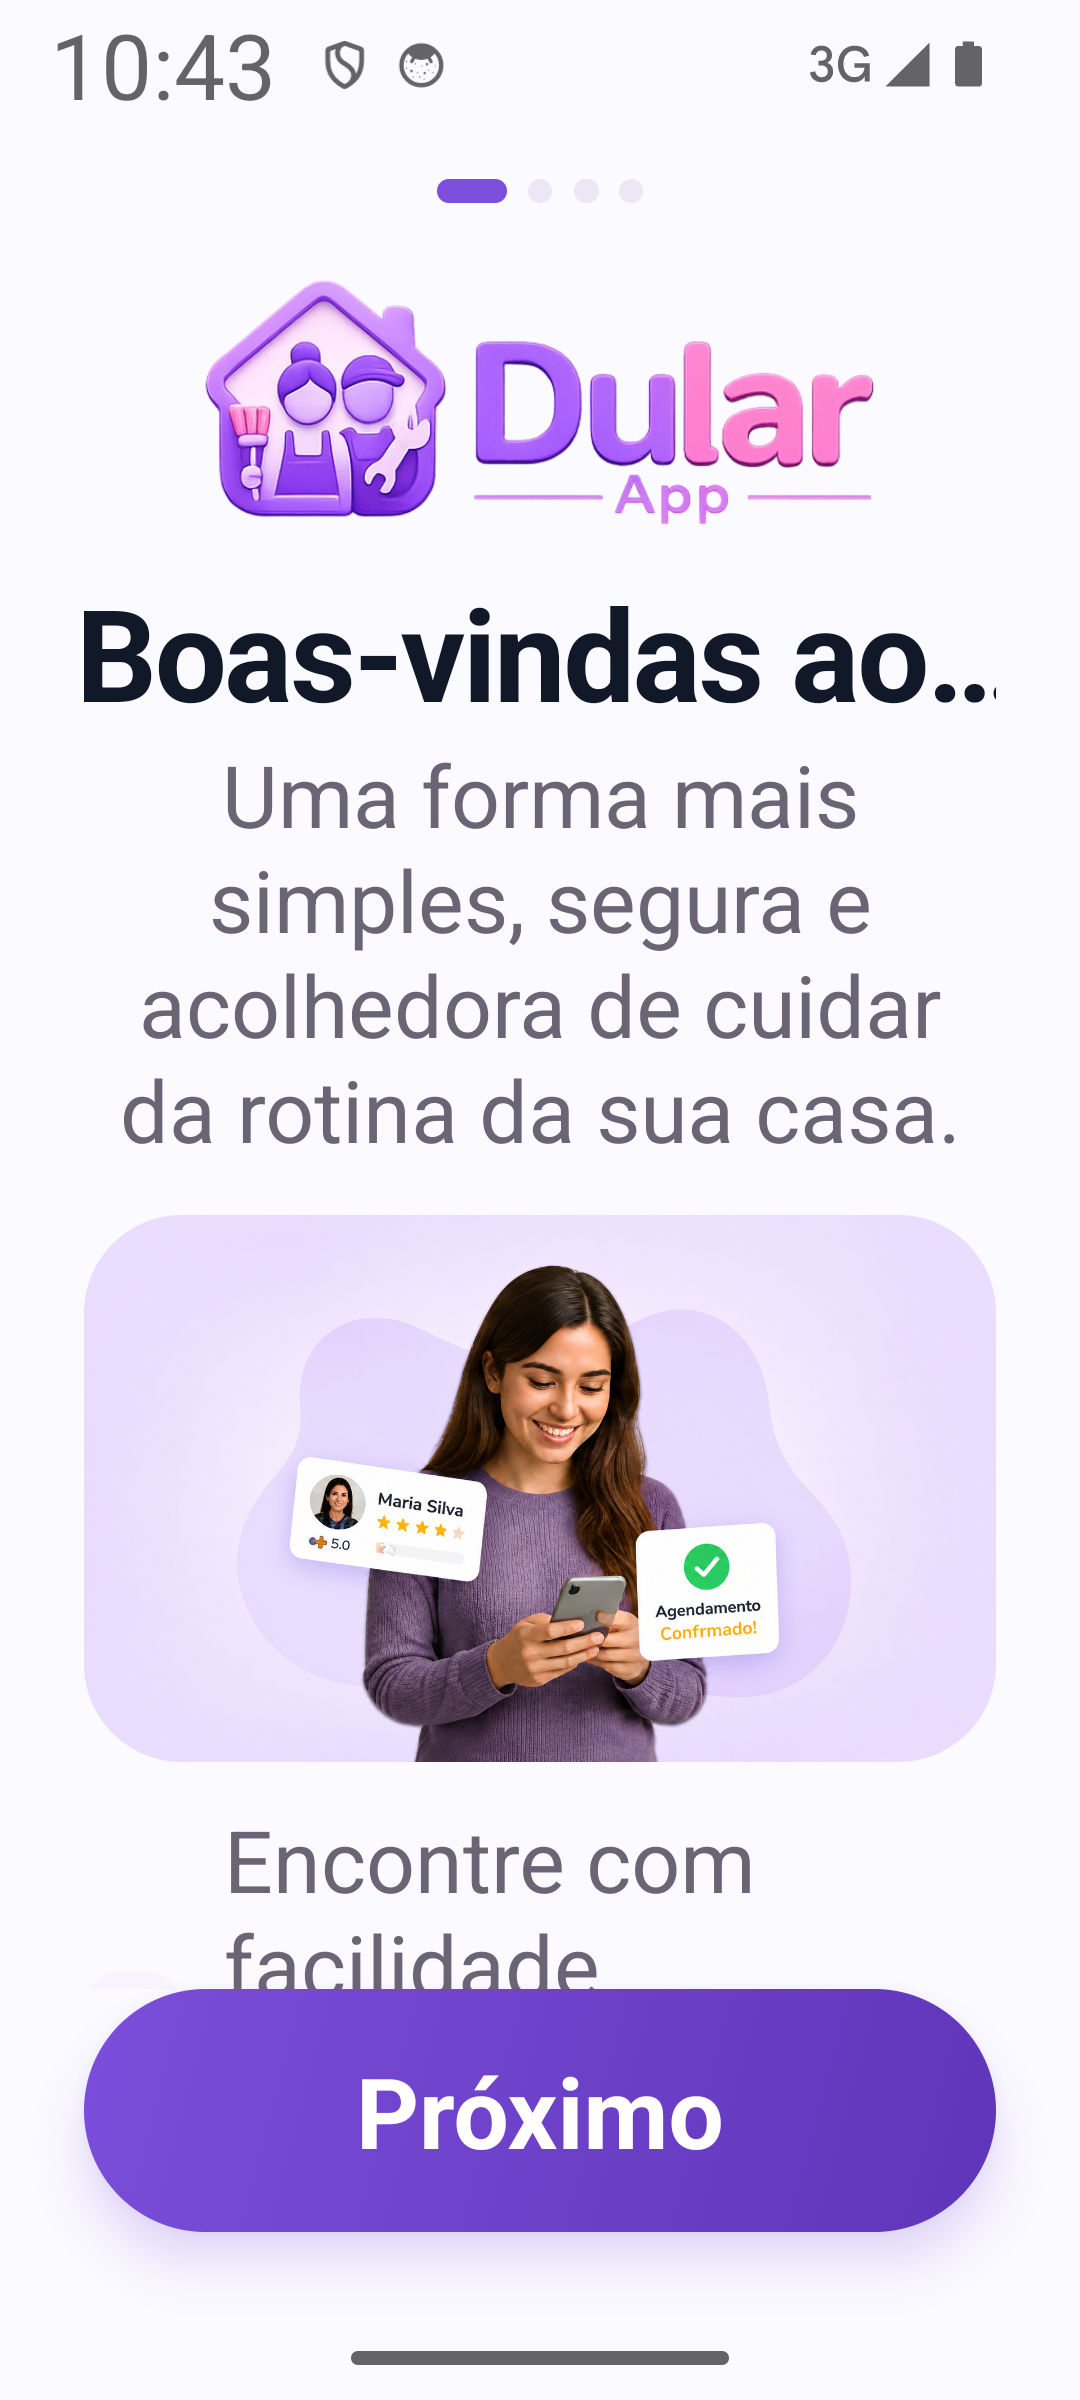 10:43
3G
Dular
App
Boas-vindas ao...
Uma forma mais
simples, segura e
acolhedora de cuidar
da rotina da sua casa.
Maria Silva
5.0
Agendamento
Confrmado!
Encontre com
facilidade
Próximo